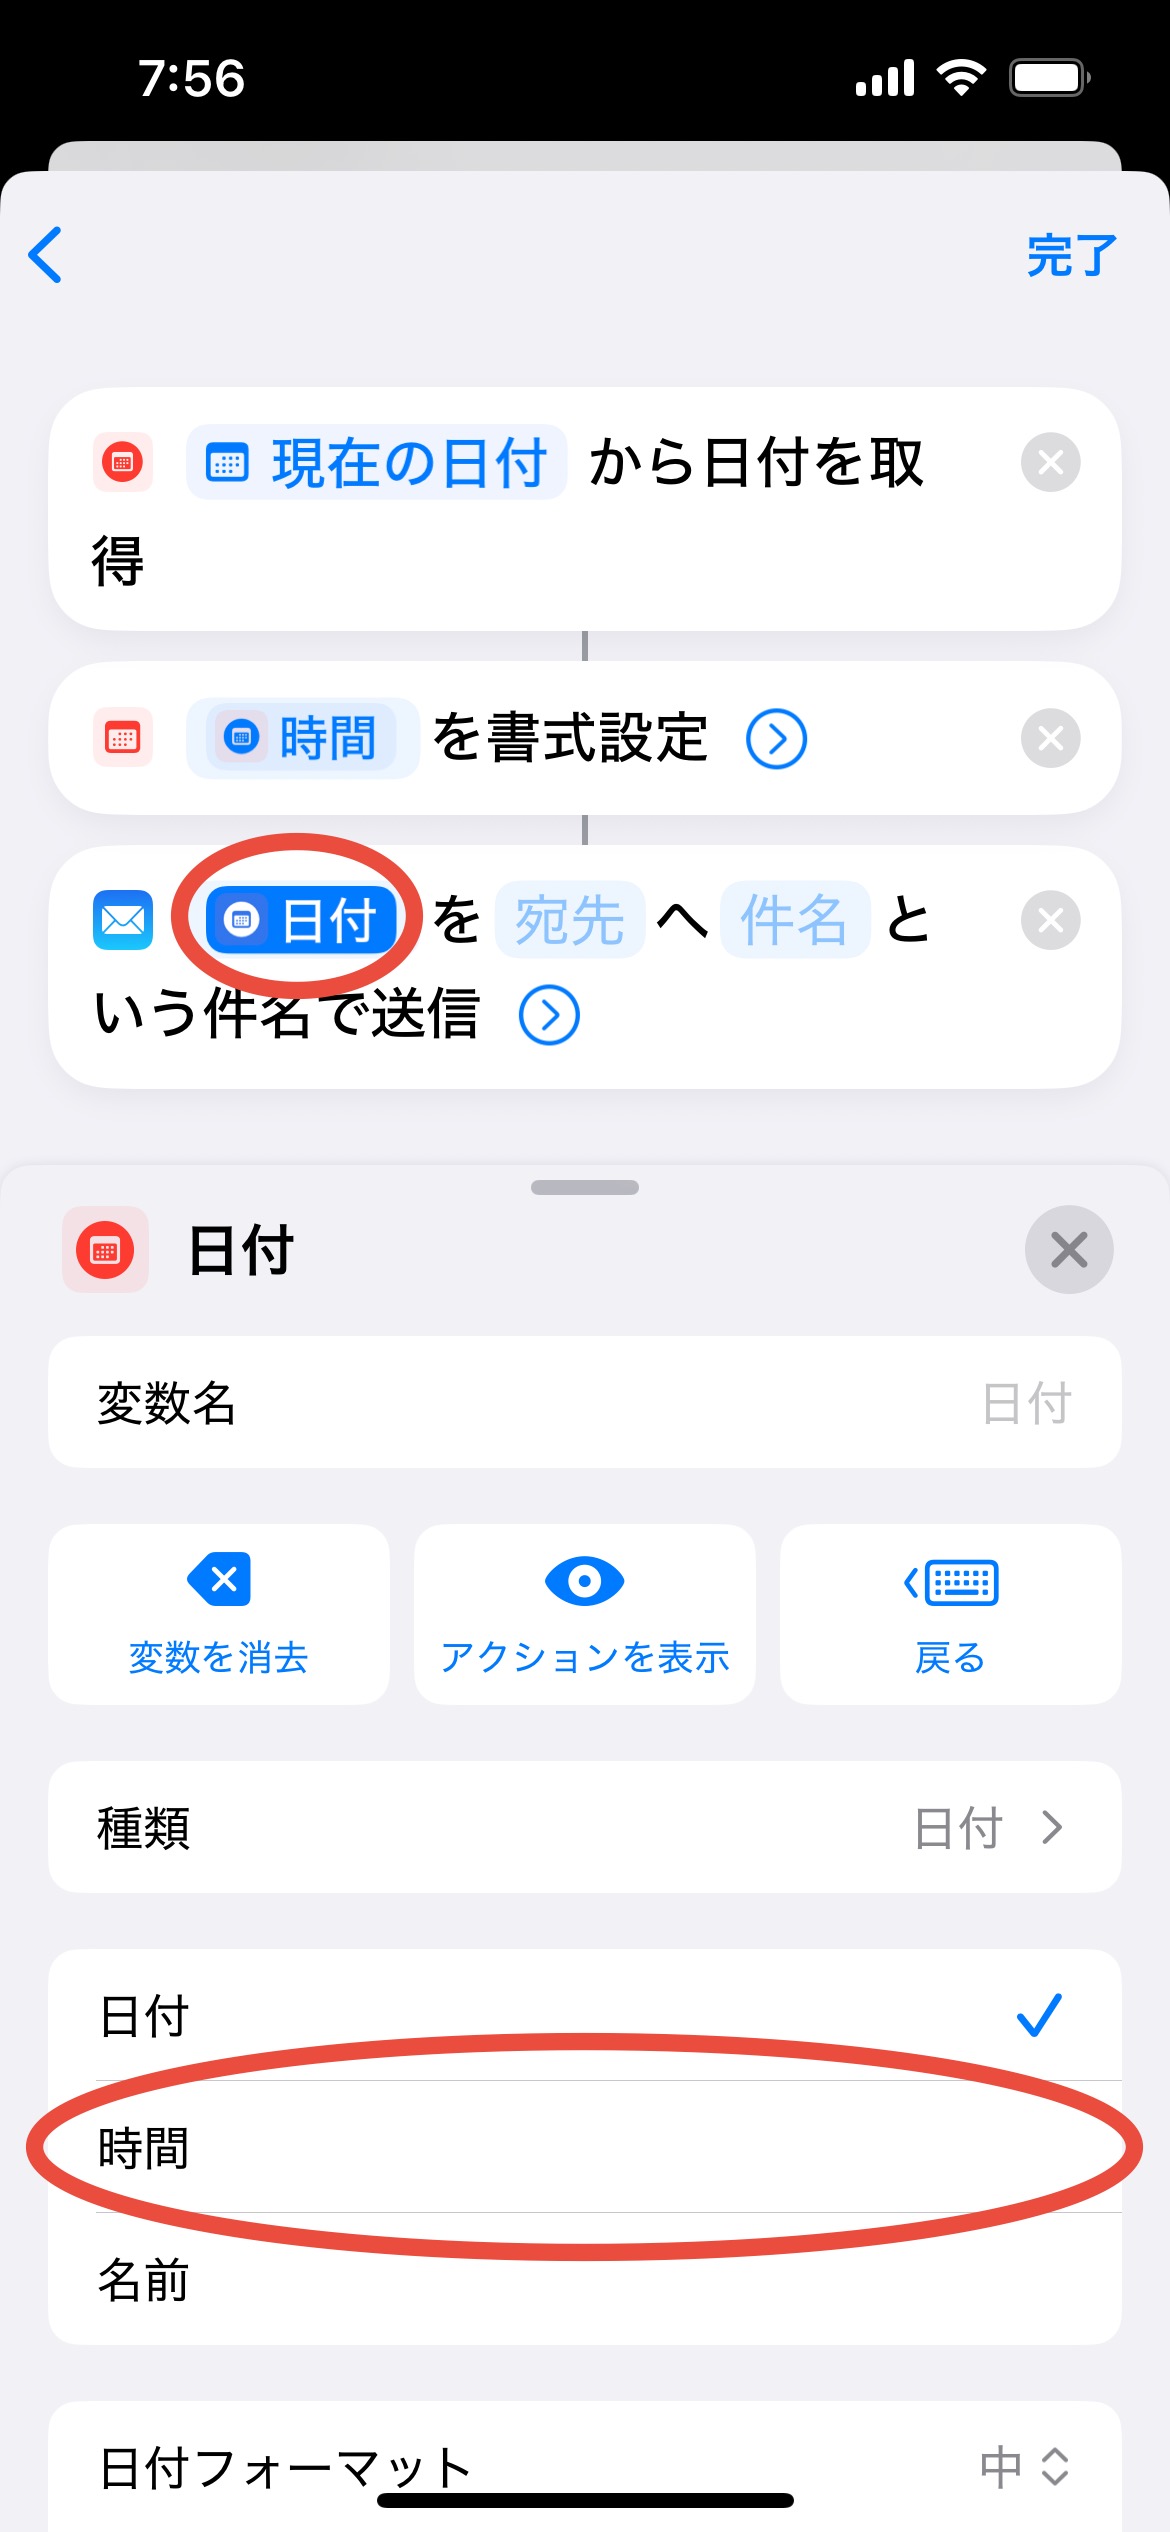 7:56
完了
現在の日付 から日付を取
得
時間 を書式設定
日付 を 宛先 へ 件名 と
いう件名で送信
日付
変数名 日付
変数を消去 アクションを表示 戻る
種類 日付
日付
時間
名前
日付フォーマット 中